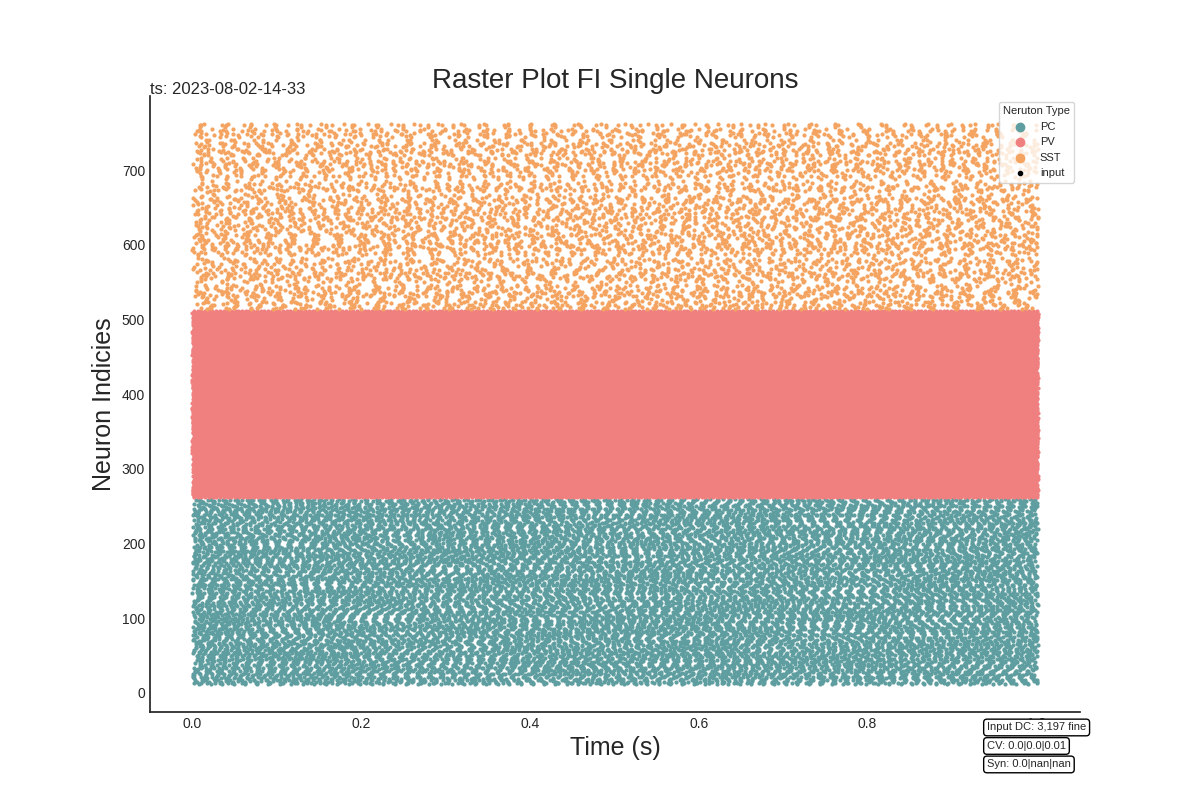 Raster Plot FI Single Neurons
ts: 2023-08-02-14-33
Neruton Type
PC
PV
SST
input
Neuron Indicies
700
600
500
400
300
200
100
0
0.0
0.2
0.4
0.6
0.8
Time (s)
Input DC: 3,197 fine
CV: 0.0|0.0|0.01
Syn: 0.0|nan|nan